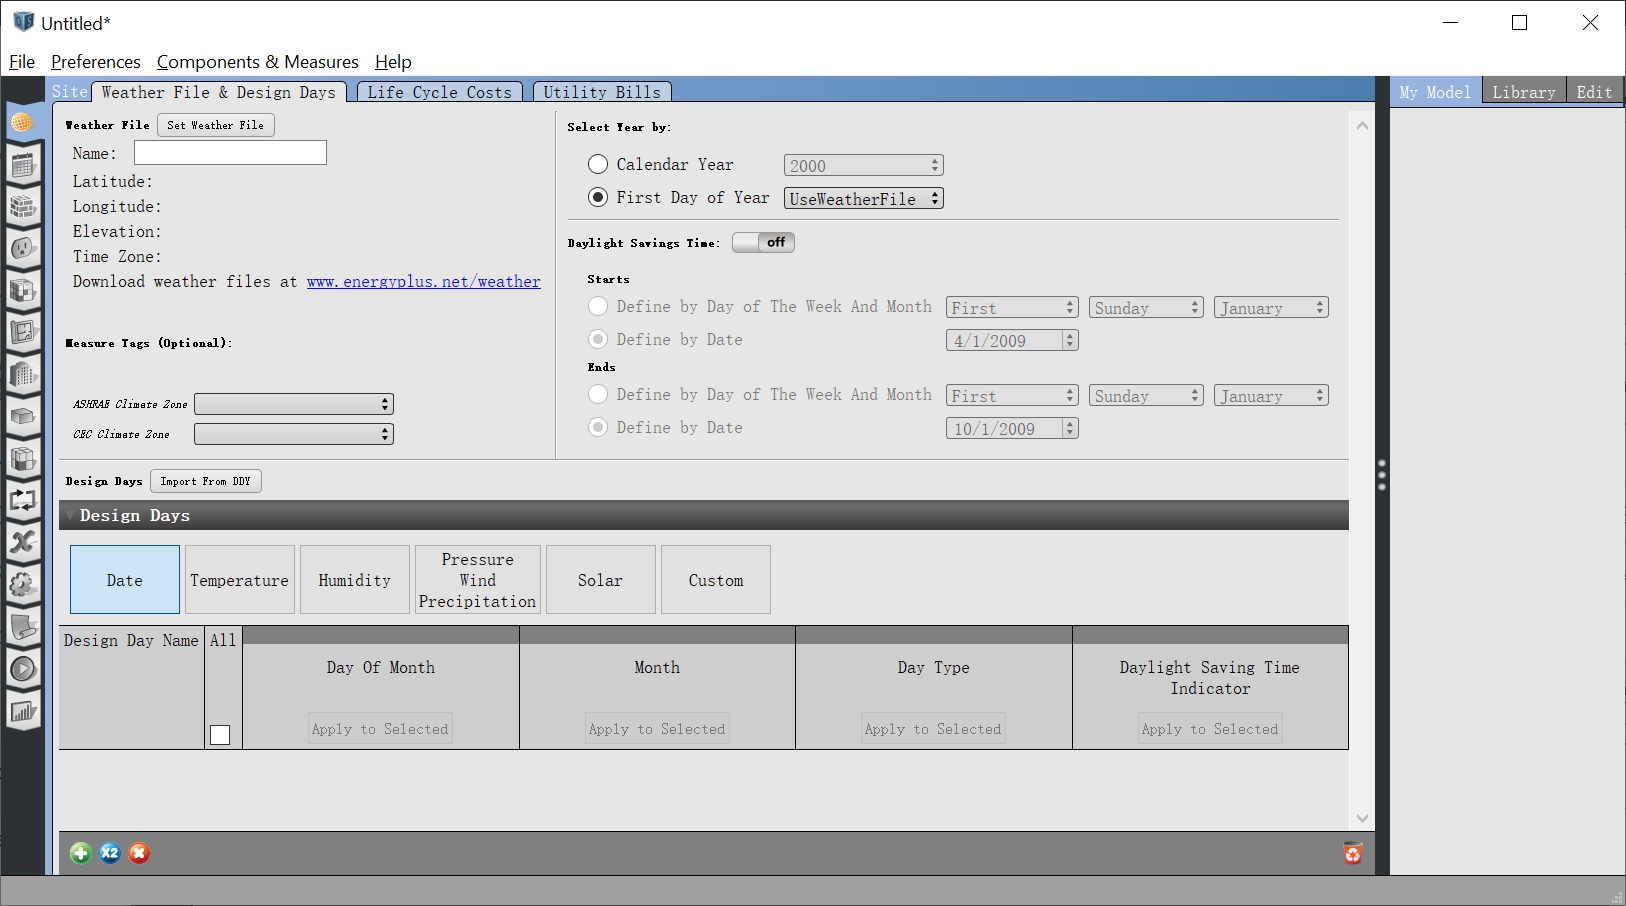 Untitled*
File Preferences Components & Measures Help
Site Weather File & Design Days Life Cycle Costs Utility Bills My Model Library Edit
Weather File Set Weather File
Name:
Latitude:
Longitude:
Elevation:
Time Zone:
Download weather files at www.energyplus.net/weather
Measure Tags (Optional):
ASHRAE Climate Zone
CEC Climate Zone
Select Year by:
Calendar Year 2000
First Day of Year UseWeatherFile
Daylight Savings Time: off
Starts
Define by Day of The Week And Month First Sunday January
Define by Date 4/1/2009
Ends
Define by Day of The Week And Month First Sunday January
Define by Date 10/1/2009
Design Days Import From DDY
Design Days
Date
Temperature
Humidity
Pressure
Wind
Precipitation
Solar
Custom
Design Day Name All
Day Of Month
Apply to Selected
Month
Apply to Selected
Day Type
Apply to Selected
Daylight Saving Time
Indicator
Apply to Selected
X2